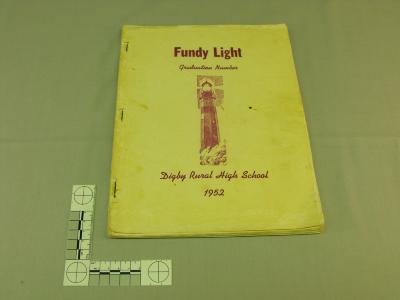 Fundy Light
Graduation Number
Digby Rural High School
1952